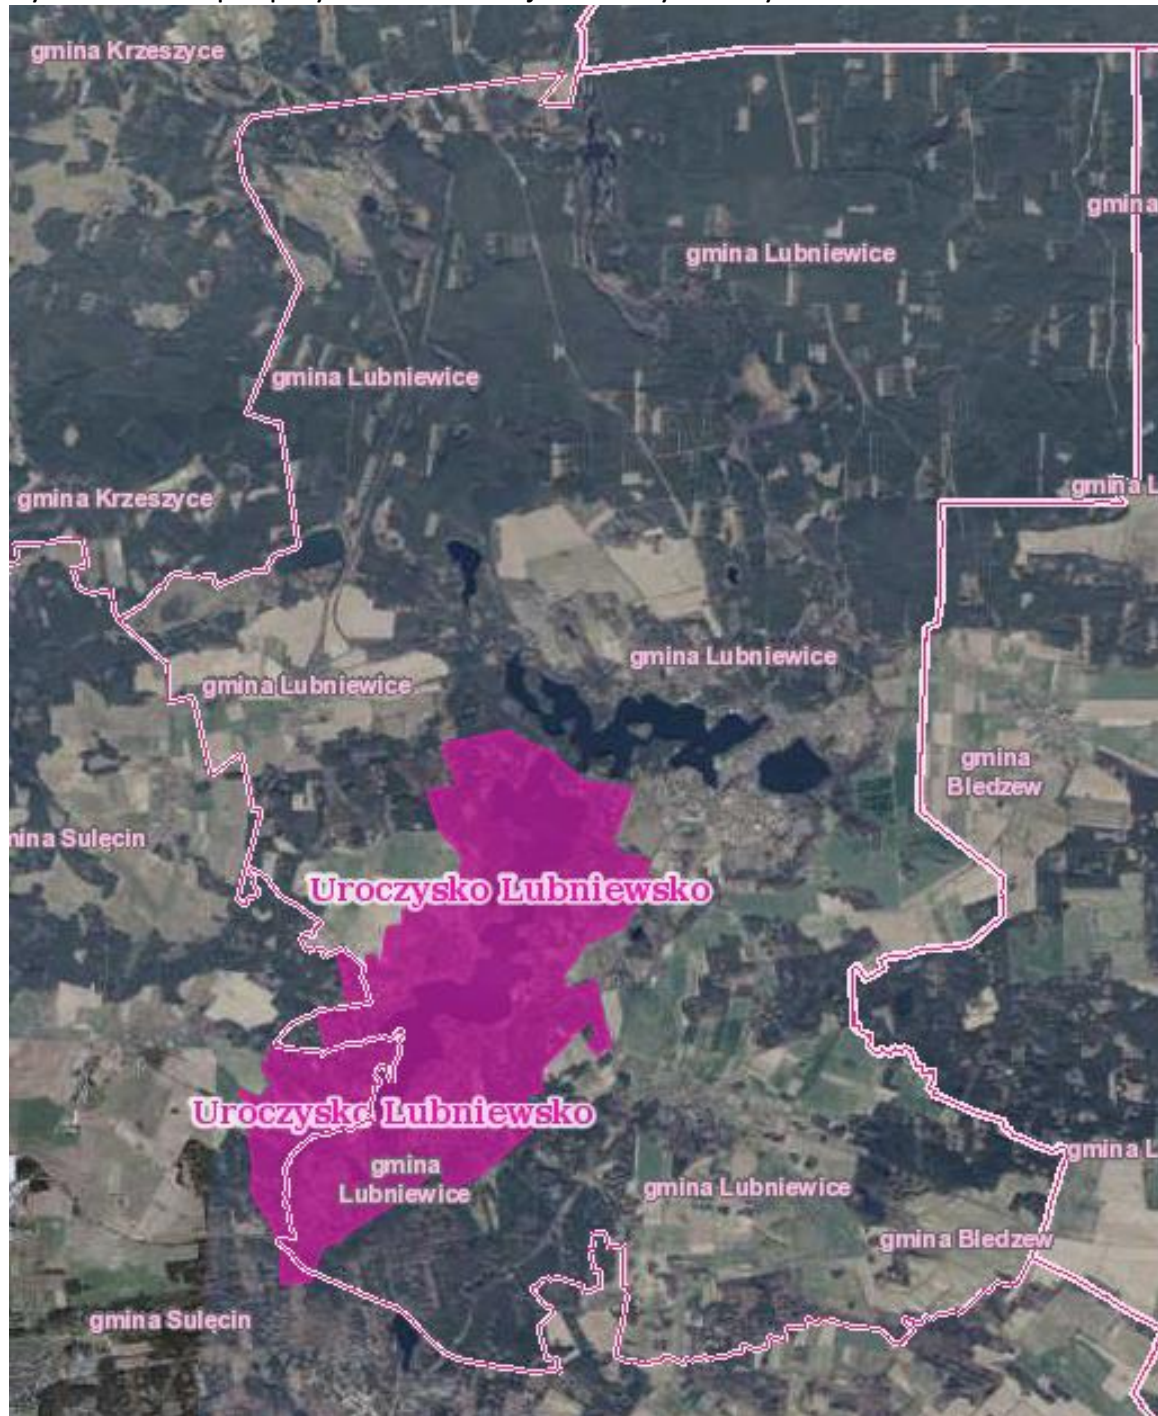 gmina Krzeszyce
gmina
gmina Lubniewice
gmina Lubniewice
gmina L
gmina Krzeszyce
gmina Lubniewice
gmina Lubniewice
gmina
Bledzew
mina Sulęcin
Uroczysko Lubniewsko
Uroczysko Lubniewsko
gmina
Lubniewice
gmina L
gmina Lubniewice
gmina Bledzew
gmina Sulęcin